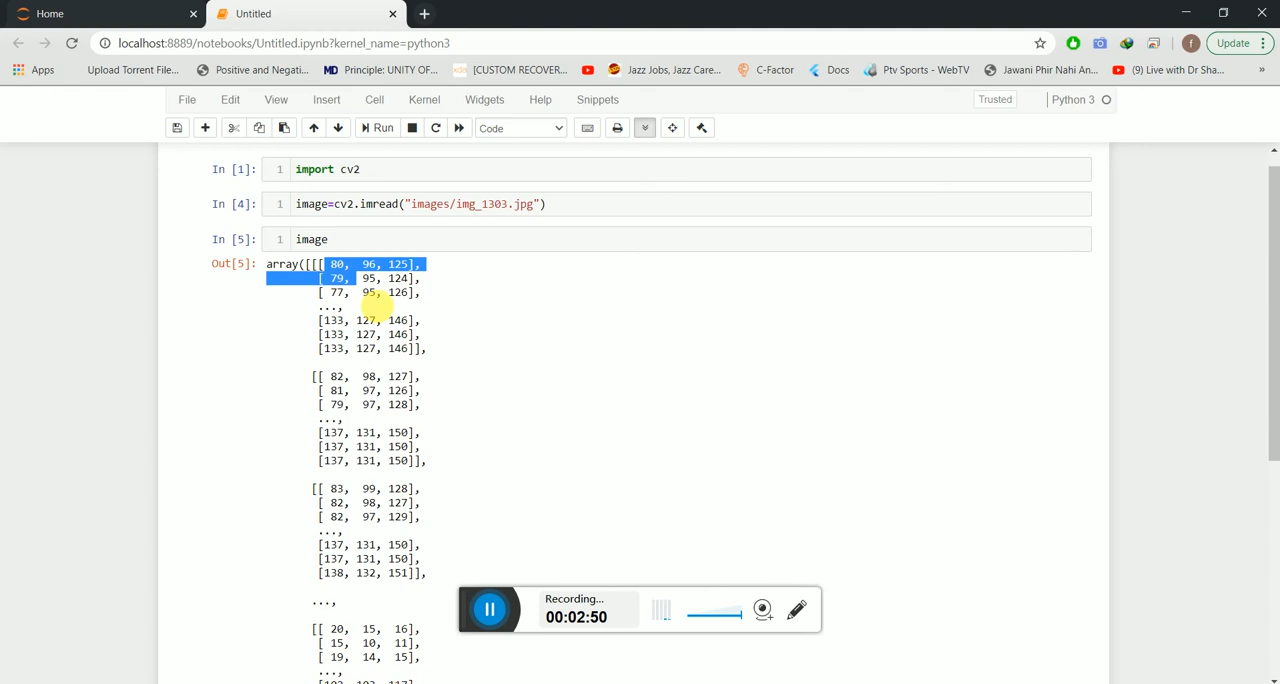 Home
Untitled
localhost:8889/notebooks/Untitled.ipynb?kernel_name=python3
f
Update
Apps
Upload Torrent File...
Positive and Negati...
MD Principle: UNITY OF...
[CUSTOM RECOVER...
Jazz Jobs, Jazz Care...
C-Factor
Docs
Ptv Sports - WebTV
Jawani Phir Nahi An...
(9) Live with Dr Sha...
»
File Edit View Insert Cell Kernel Widgets Help Snippets
Trusted
Python 3
Run
Code
In [1]: 1 import cv2
In [4]: 1 image=cv2.imread("images/img_1303.jpg")
In [5]: 1 image
Out[5]: array([[[ 80, 96, 125],
[ 79, 95, 124],
[ 77, 95, 126],
...,
[133, 127, 146],
[133, 127, 146],
[133, 127, 146]],
[[ 82, 98, 127],
[ 81, 97, 126],
[ 79, 97, 128],
...,
[137, 131, 150],
[137, 131, 150],
[137, 131, 150]],
[[ 83, 99, 128],
[ 82, 98, 127],
[ 82, 97, 129],
...,
[137, 131, 150],
[137, 131, 150],
[138, 132, 151]],
...,
[[ 20, 15, 16],
[ 15, 10, 11],
[ 19, 14, 15],
...,
Recording...
00:02:50